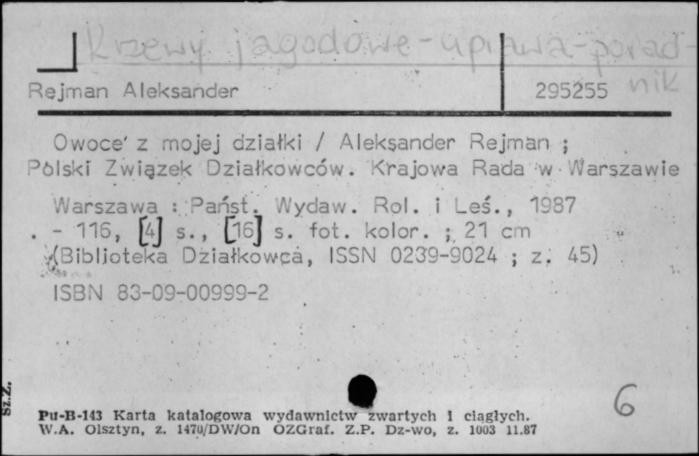 Krzewy jagodowe - uprawa - porad
nik
Rejman Aleksander 295255
Owoce z mojej działki / Aleksander Rejman ;
Polski Związek Działkowców. Krajowa Rada w Warszawie
Warszawa : Państ. Wydaw. Rol. i Leś., 1987
. - 116, [4] s., [16] s. fot. kolor. ; 21 cm
(Biblioteka Działkowca, ISSN 0239-9024 ; z. 45)
ISBN 83-09-00999-2
6
Sz.Z.
Pu-B-143 Karta katalogowa wydawnictw zwartych i ciągłych.
W.A. Olsztyn, z. 1470/DW/On OZGraf. Z.P. Dz-wo, z. 1003 11.87